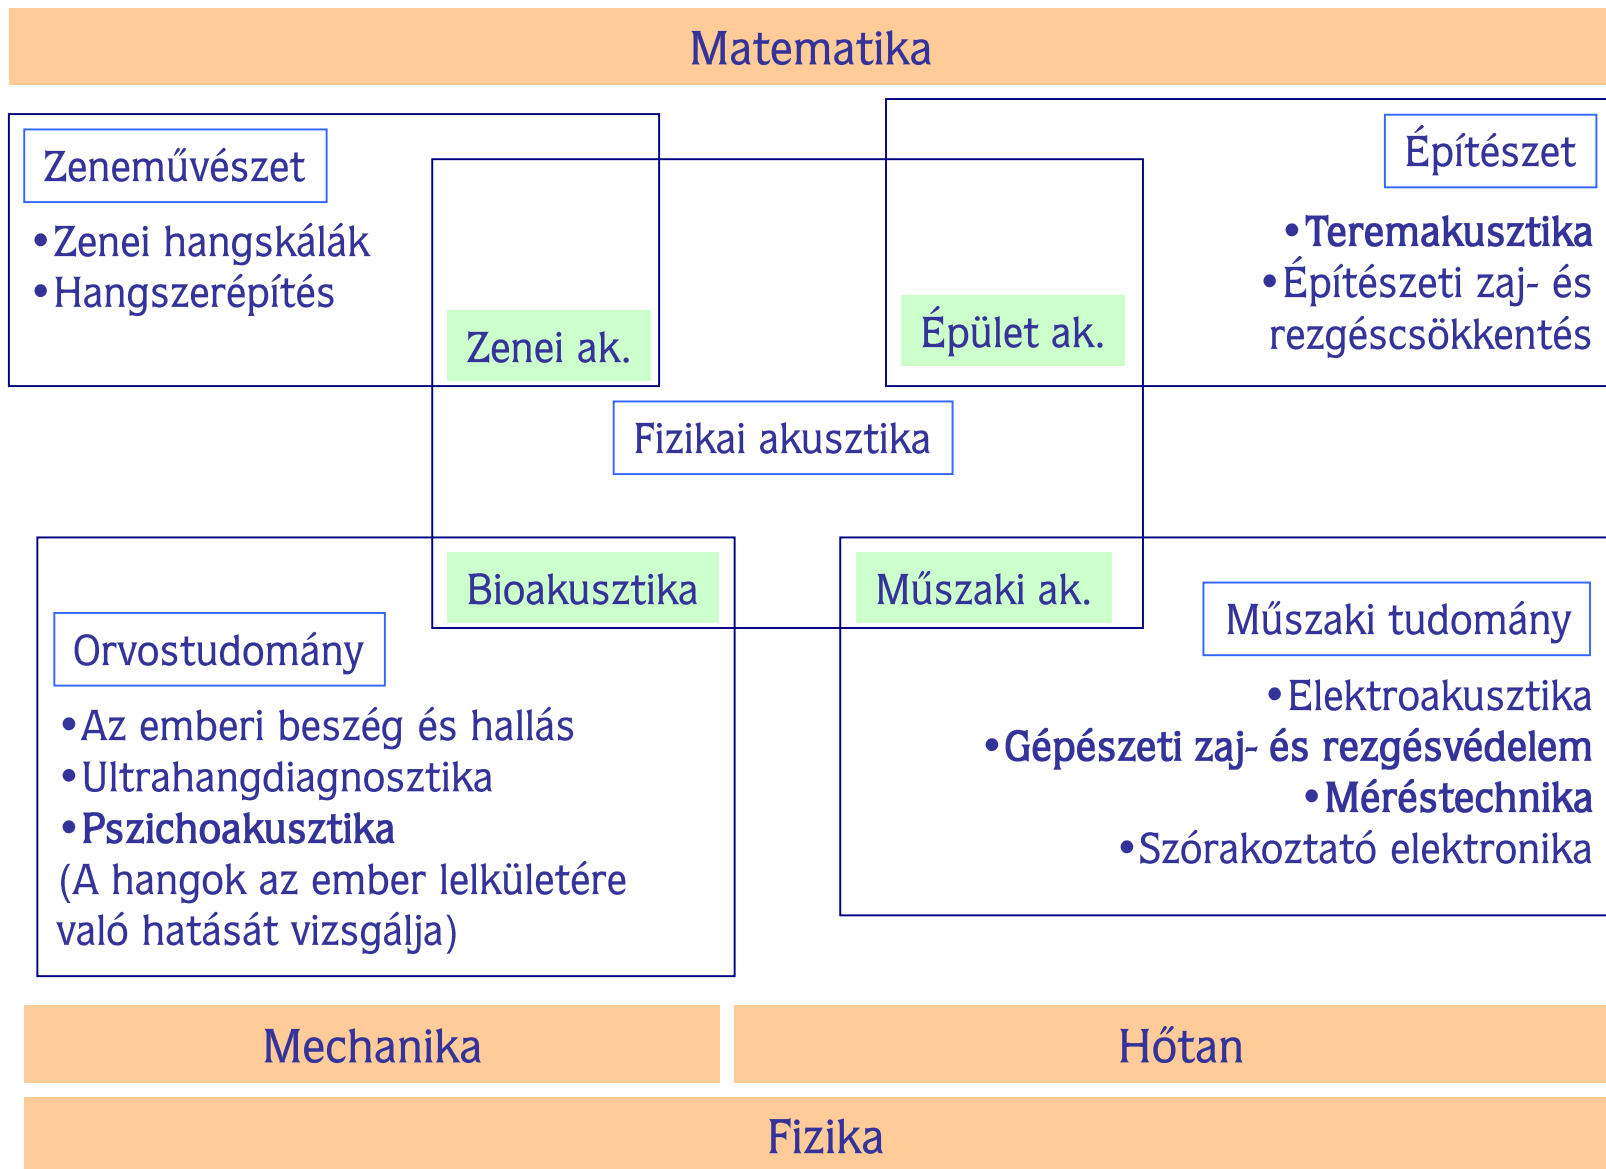 Matematika
Zeneművészet
•Zenei hangskálák
•Hangszerépítés
Zenei ak.
Építészet
•Teremakusztika
•Építészeti zaj- és
rezgéscsökkentés
Épület ak.
Fizikai akusztika
Bioakusztika
Orvostudomány
•Az emberi beszég és hallás
•Ultrahangdiagnosztika
•Pszichoakusztika
(A hangok az ember lelkületére
való hatását vizsgálja)
Műszaki ak.
Műszaki tudomány
•Elektroakusztika
•Gépészeti zaj- és rezgésvédelem
•Méréstechnika
•Szórakoztató elektronika
Mechanika
Hőtan
Fizika